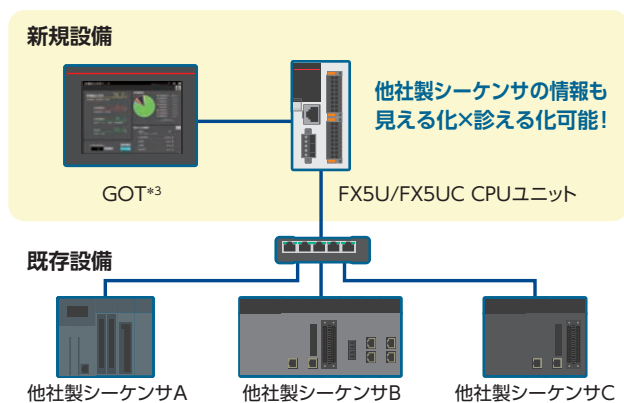 新規設備
他社製シーケンサの情報も
見える化×診える化可能!
GOT*3
FX5U/FX5UC CPUユニット
既存設備
他社製シーケンサA
他社製シーケンサB
他社製シーケンサC